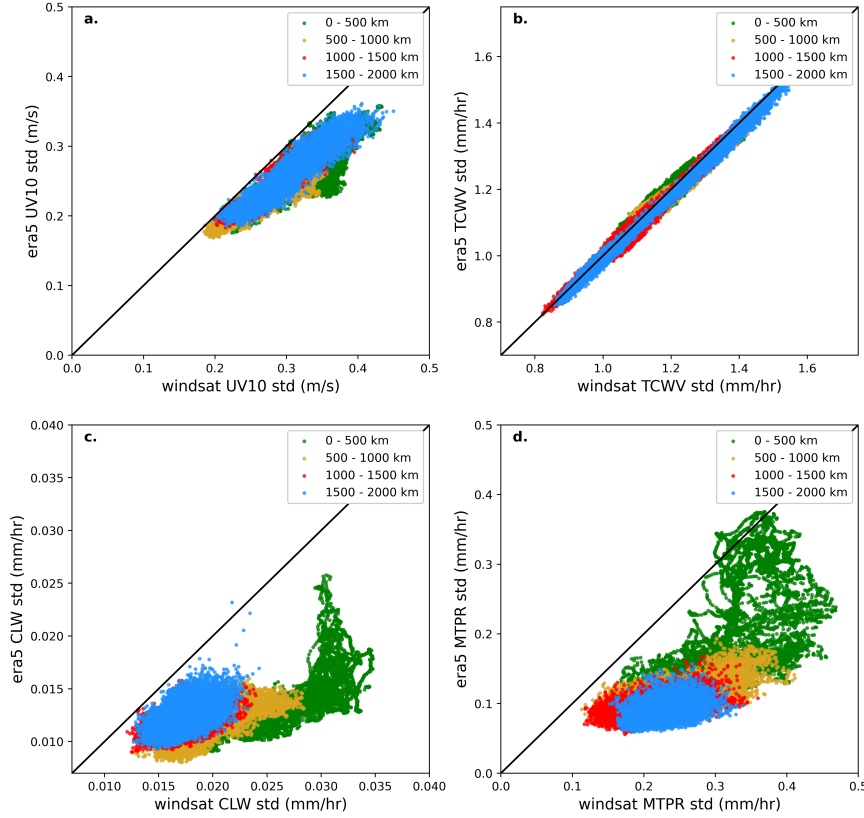 a.
0 - 500 km
500 - 1000 km
1000 - 1500 km
1500 - 2000 km
0.5
0.4
0.3
0.2
0.1
0.0
era5 UV10 std (m/s)
0.0 0.1 0.2 0.3 0.4 0.5
windsat UV10 std (m/s)
b.
0 - 500 km
500 - 1000 km
1000 - 1500 km
1500 - 2000 km
1.6
1.4
1.2
1.0
0.8
era5 TCWV std (mm/hr)
0.8 1.0 1.2 1.4 1.6
windsat TCWV std (mm/hr)
c.
0 - 500 km
500 - 1000 km
1000 - 1500 km
1500 - 2000 km
0.040
0.035
0.030
0.025
0.020
0.015
0.010
era5 CLW std (mm/hr)
0.010 0.015 0.020 0.025 0.030 0.035 0.040
windsat CLW std (mm/hr)
d.
0 - 500 km
500 - 1000 km
1000 - 1500 km
1500 - 2000 km
0.5
0.4
0.3
0.2
0.1
0.0
era5 MTPR std (mm/hr)
0.0 0.1 0.2 0.3 0.4 0.5
windsat MTPR std (mm/hr)